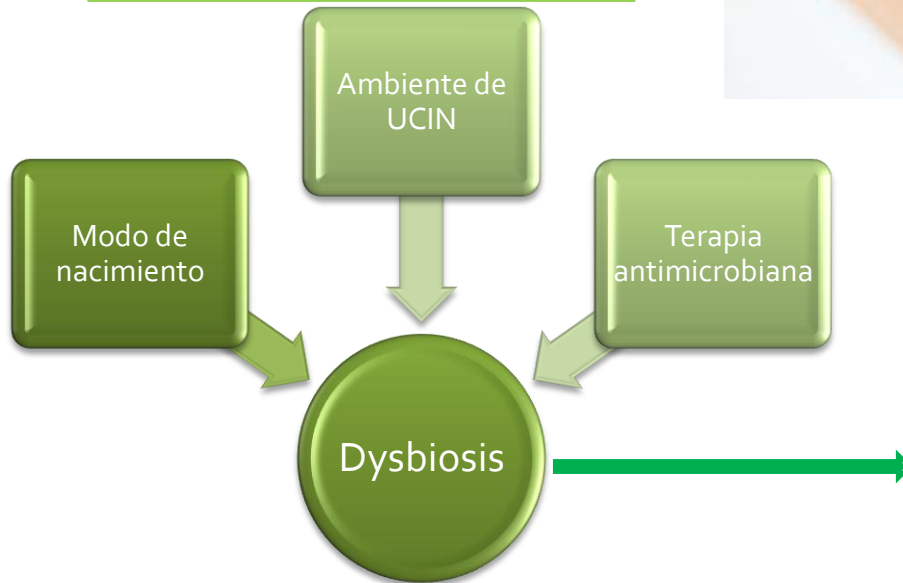 Ambiente de
UCIN
Modo de
nacimiento
Terapia
antimicrobiana
Dysbiosis